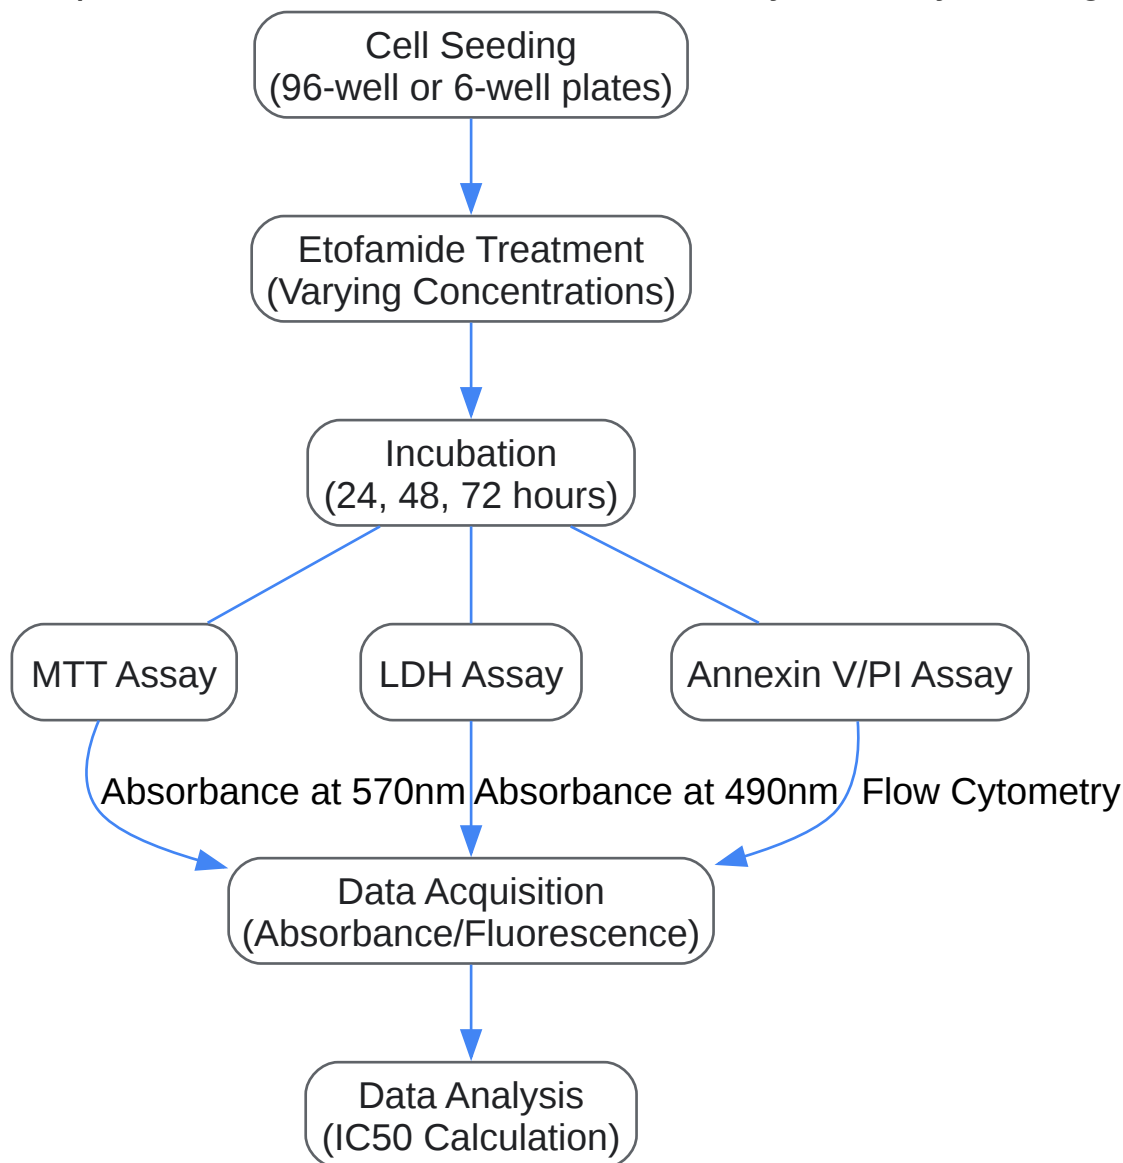 Cell Seeding
(96-well or 6-well plates)
Etofamide Treatment
(Varying Concentrations)
Incubation
(24, 48, 72 hours)
MTT Assay
LDH Assay
Annexin V/PI Assay
Absorbance at 570nm
Absorbance at 490nm
Flow Cytometry
Data Acquisition
(Absorbance/Fluorescence)
Data Analysis
(IC50 Calculation)